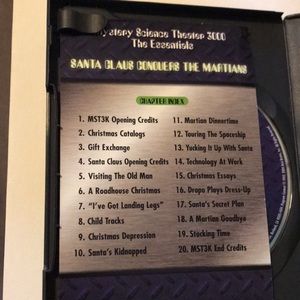 Mystery Science Theater 3000
The Essentials
SANTA CLAUS CONQUERS THE MARTIANS
CHAPTER INDEX
1. MST3K Opening Credits
2. Christmas Catalogs
3. Gift Exchange
4. Santa Claus Opening Credits
5. Visiting The Old Man
6. A Roadhouse Christmas
7. "I've Got Landing Legs"
8. Child Tracks
9. Christmas Depression
10. Santa's Kidnapped
11. Martian Dinnertime
12. Touring The Spaceship
13. Yucking It Up With Santa
14. Technology At Work
15. Christmas Essays
16. Dropo Plays Dress-Up
17. Santa's Secret Plan
18. A Martian Goodbye
19. Stocking Time
20. MST3K End Credits